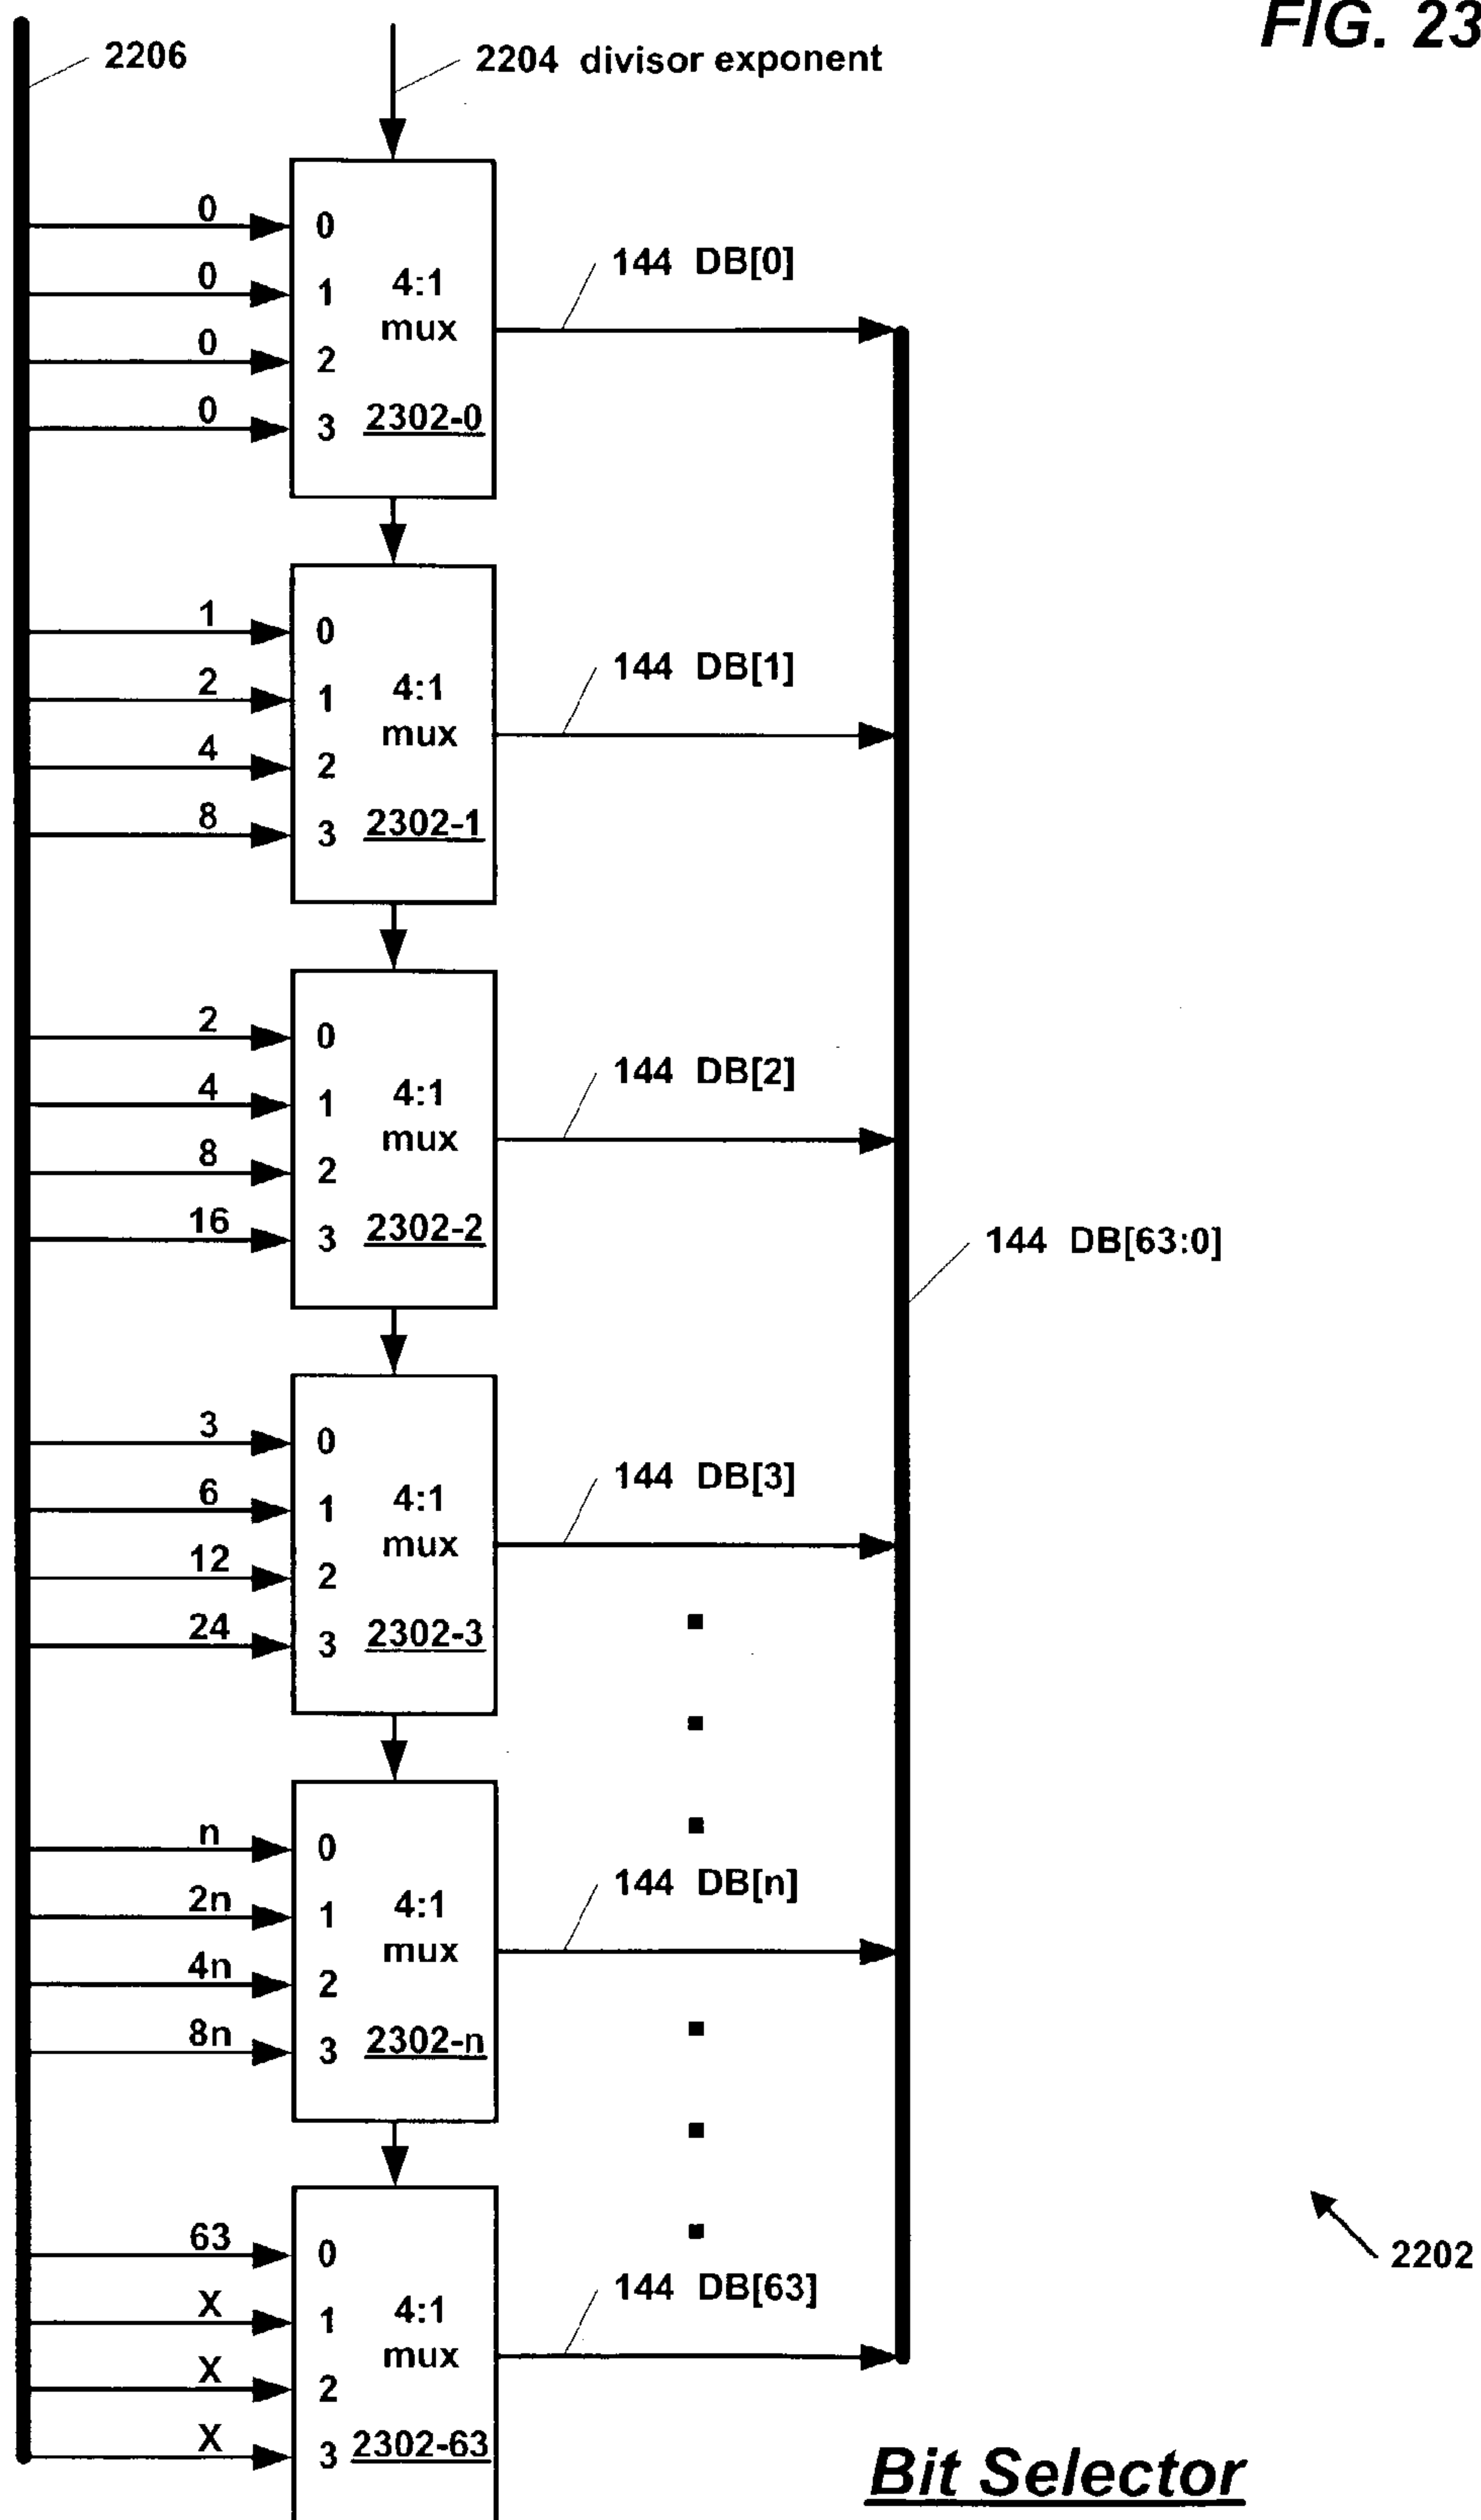 FIG. 23
2206
2204 divisor exponent
0
0
0
0
0
1
2
3
4:1
mux
2302-0
144 DB[0]
1
2
4
8
0
1
2
3
4:1
mux
2302-1
144 DB[1]
2
4
8
16
0
1
2
3
4:1
mux
2302-2
144 DB[2]
144 DB[63:0]
3
6
12
24
0
1
2
3
4:1
mux
2302-3
144 DB[3]
n
2n
4n
8n
0
1
2
3
4:1
mux
2302-n
144 DB[n]
63
X
X
X
0
1
2
3
4:1
mux
2302-63
144 DB[63]
2202
Bit Selector